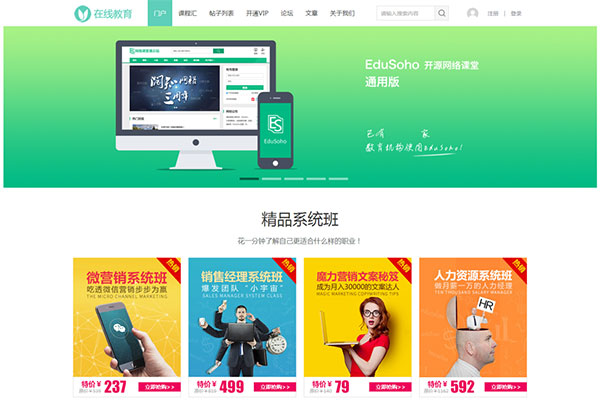 在线教育
门户 课程汇 帖子列表 开通VIP 论坛 文章 关于我们
请输入搜索内容
注册 | 登录
EduSoho 开源网络课堂
通用版
已有 家
教育机构使用EduSoho!
阔知网络
三周年
EduSoho
精品系统班
花一分钟了解自己更适合什么样的职业！
热销
微营销系统班
吃透微信营销步步为赢
THE MICRO CHANNEL MARKETING
特价¥ 237 立即抢购>>
热销
销售经理系统班
爆发团队“小宇宙”
SALES MANAGER SYSTEM CLASS
特价¥ 499 立即抢购>>
热销
魔力营销文案秘笈
成为月入30000的文案达人
MAGIC MARKETING COPYWRITING TIPS
特价¥ 79 立即抢购>>
热销
人力资源系统班
做月薪一万的人力经理
FOR THOUSAND SALARY MANAGER
HR
特价¥ 592 立即抢购>>